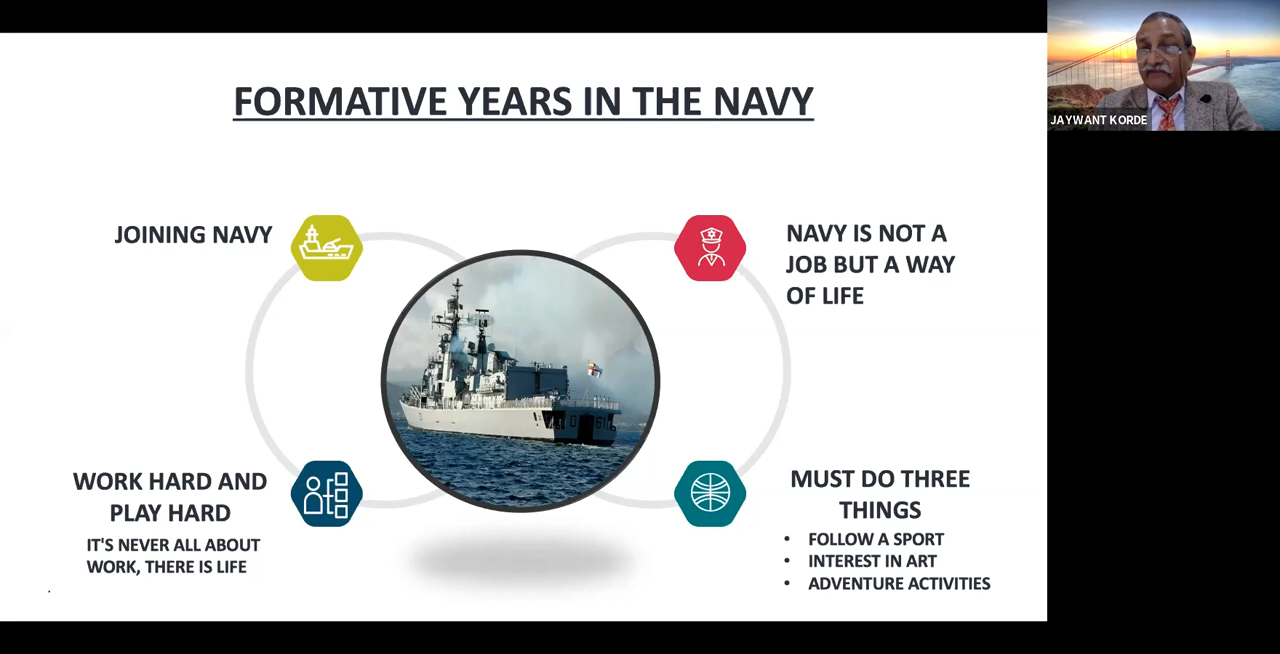 FORMATIVE YEARS IN THE NAVY
JOINING NAVY
NAVY IS NOT A
JOB BUT A WAY
OF LIFE
WORK HARD AND
PLAY HARD
IT'S NEVER ALL ABOUT
WORK, THERE IS LIFE
MUST DO THREE
THINGS
• FOLLOW A SPORT
• INTEREST IN ART
• ADVENTURE ACTIVITIES
JAYWANT KORDE